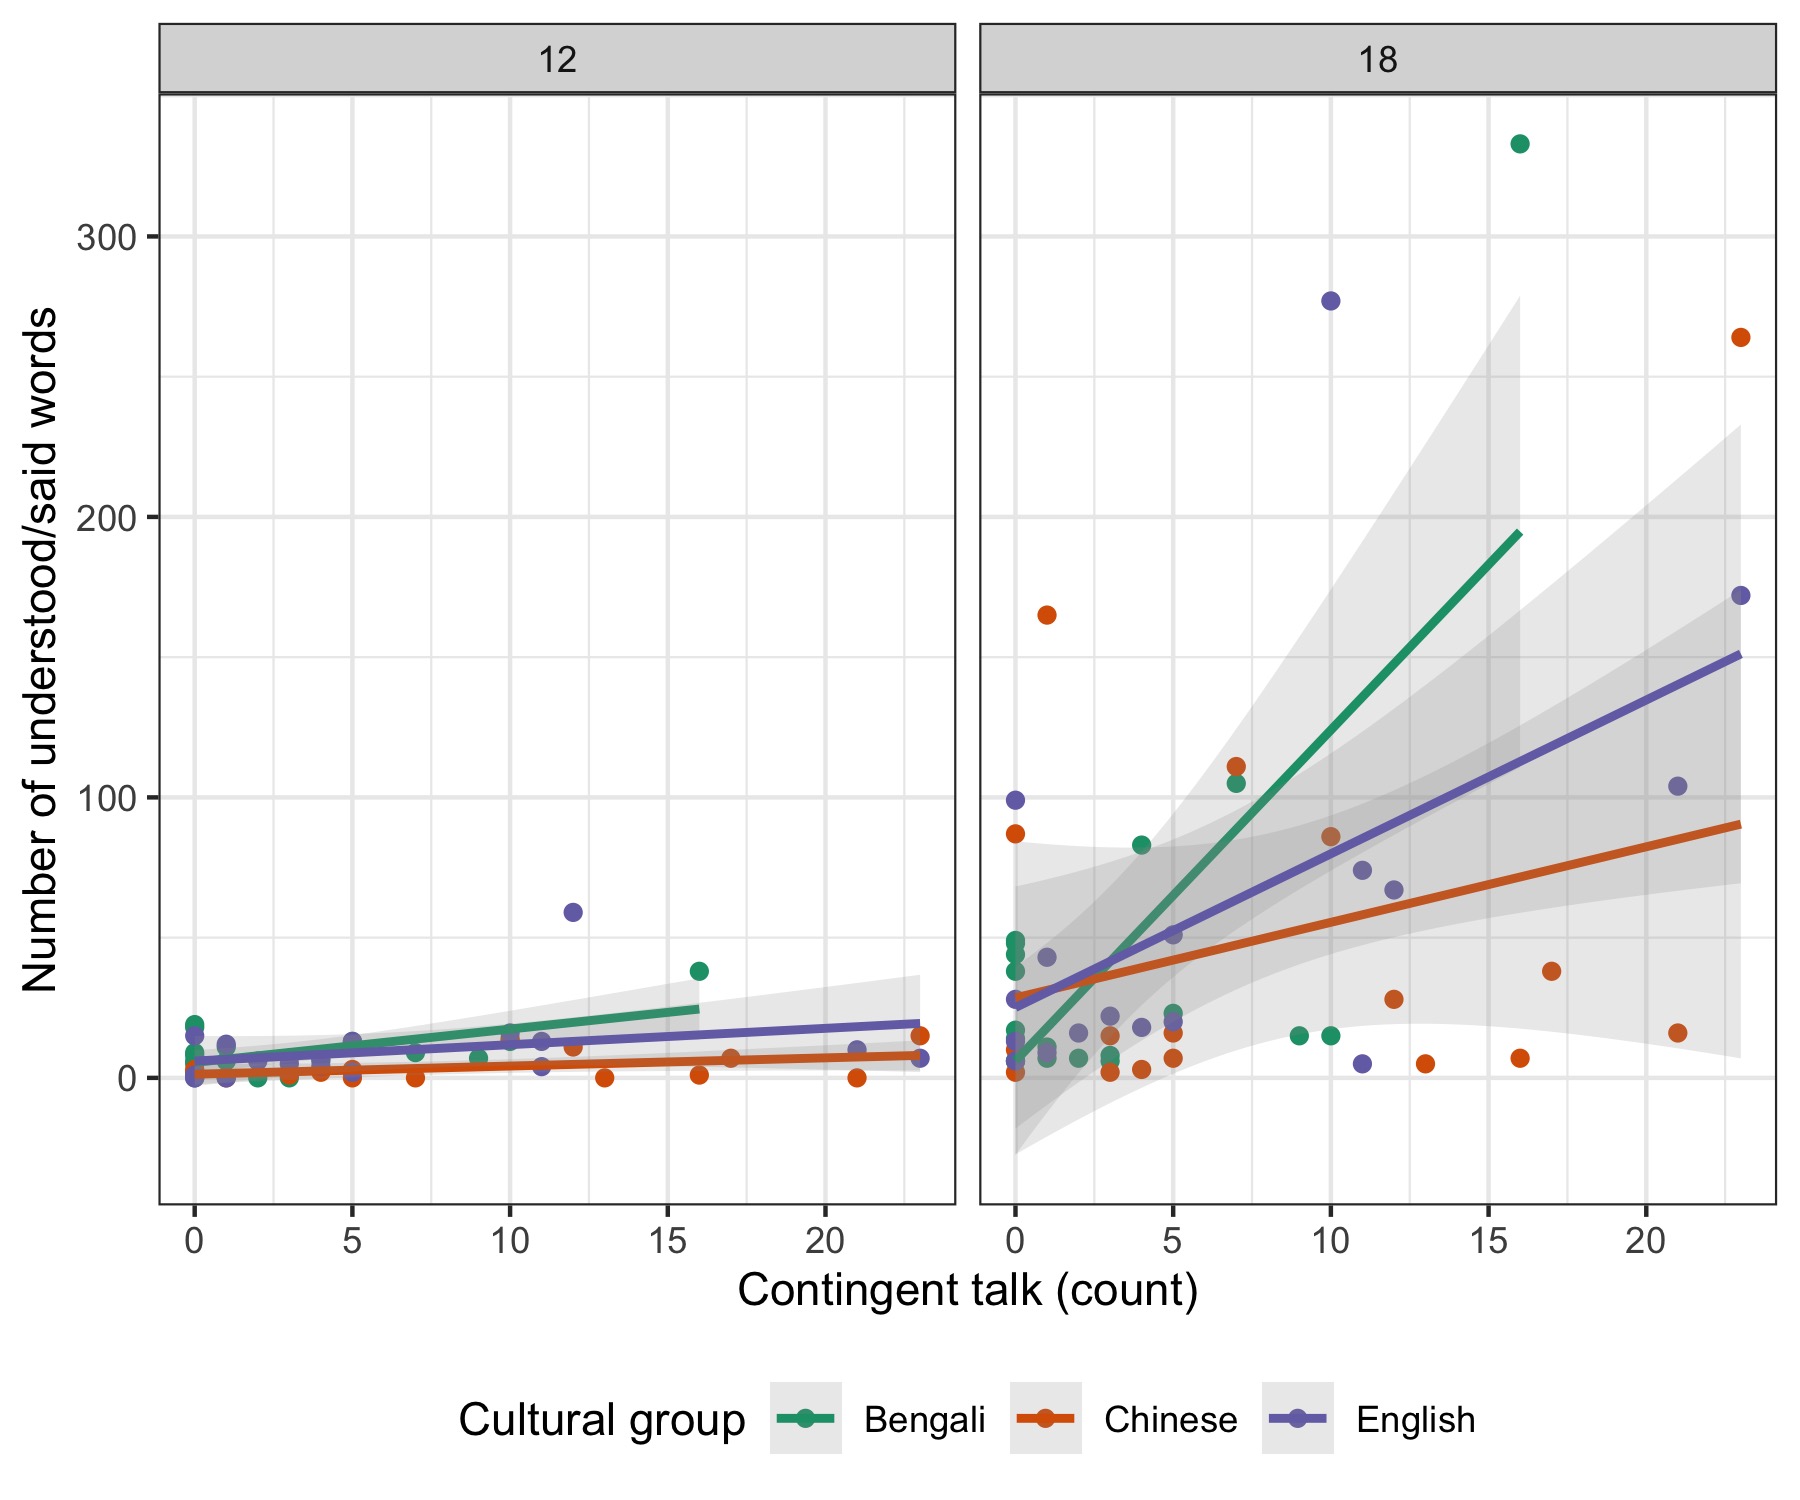 12 18
300
200
100
0
Number of understood/said words
0 5 10 15 20 0 5 10 15 20
Contingent talk (count)
Cultural group Bengali Chinese English